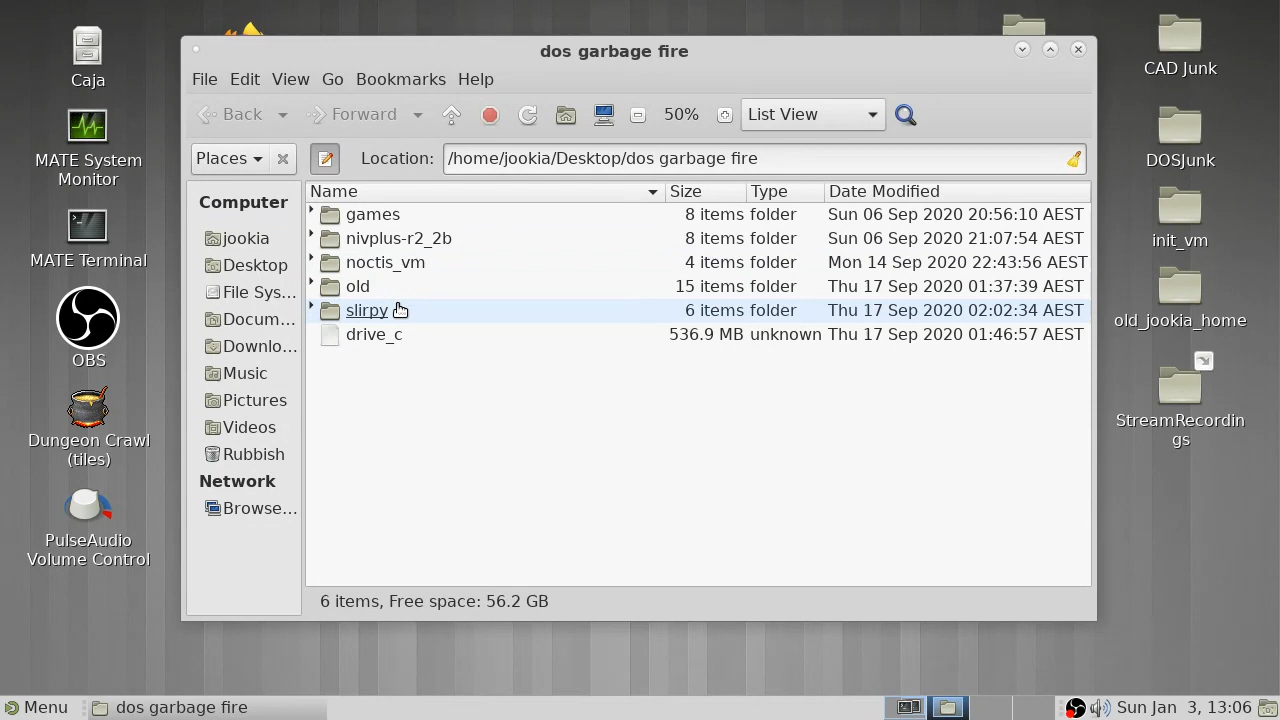 dos garbage fire
File Edit View Go Bookmarks Help
Back Forward 50% List View
Places Location: /home/jookia/Desktop/dos garbage fire
Name Size Type Date Modified
games 8 items folder Sun 06 Sep 2020 20:56:10 AEST
nivplus-r2_2b 8 items folder Sun 06 Sep 2020 21:07:54 AEST
noctis_vm 4 items folder Mon 14 Sep 2020 22:43:56 AEST
old 15 items folder Thu 17 Sep 2020 01:37:39 AEST
slirpy 6 items folder Thu 17 Sep 2020 02:02:34 AEST
drive_c 536.9 MB unknown Thu 17 Sep 2020 01:46:57 AEST
Computer
jookia
Desktop
File Sys...
Docum...
Downlo...
Music
Pictures
Videos
Rubbish
Network
Browse...
6 items, Free space: 56.2 GB
Caja
MATE System
Monitor
MATE Terminal
OBS
Dungeon Crawl
(tiles)
PulseAudio
Volume Control
CAD Junk
DOSJunk
init_vm
old_jookia_home
StreamRecordin
gs
Menu dos garbage fire Sun Jan 3, 13:06